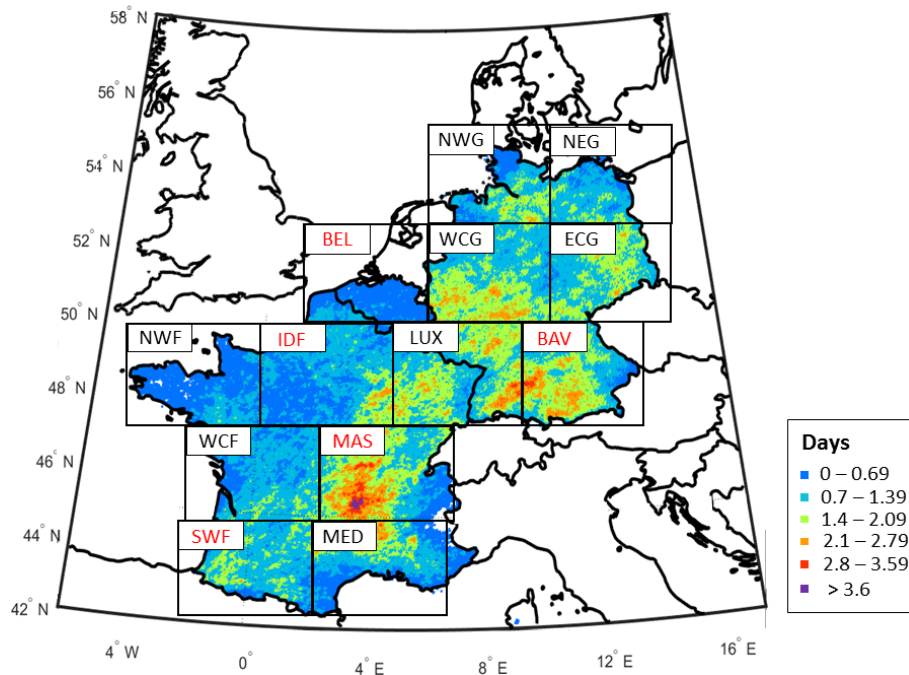 58° N
56° N
54° N
52° N
50° N
48° N
46° N
44° N
42° N
NWG
NEG
BEL
WCG
ECG
NWF
IDF
LUX
BAV
WCF
MAS
SWF
MED
Days
0 – 0.69
0.7 – 1.39
1.4 – 2.09
2.1 – 2.79
2.8 – 3.59
> 3.6
4° W
0°
4° E
8° E
12° E
16° E